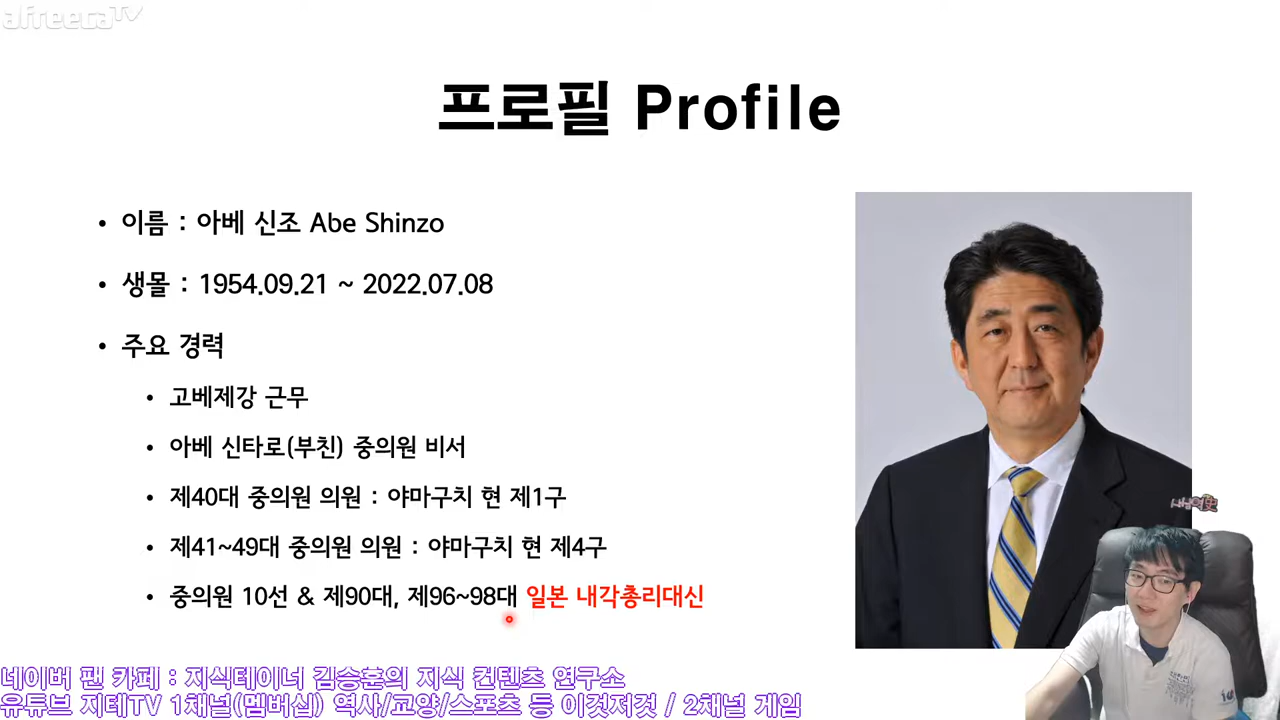 afreecaTV
프로필 Profile
• 이름 : 아베 신조 Abe Shinzo
• 생몰 : 1954.09.21 ~ 2022.07.08
• 주요 경력
• 고베제강 근무
• 아베 신타로(부친) 중의원 비서
• 제40대 중의원 의원 : 야마구치 현 제1구
• 제41~49대 중의원 의원 : 야마구치 현 제4구
• 중의원 10선 & 제90대, 제96~98대 일본 내각총리대신
네이버 팬 카페 : 지식테이너 김승훈의 지식 컨텐츠 연구소
유튜브 지테TV 1채널(멤버십) 역사/교양/스포츠 등 이것저것 / 2채널 게임